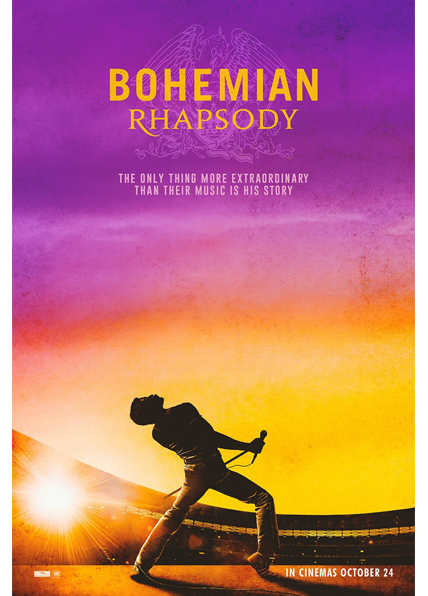 BOHEMIAN
RHAPSODY
THE ONLY THING MORE EXTRAORDINARY
THAN THEIR MUSIC IS HIS STORY
IN CINEMAS OCTOBER 24